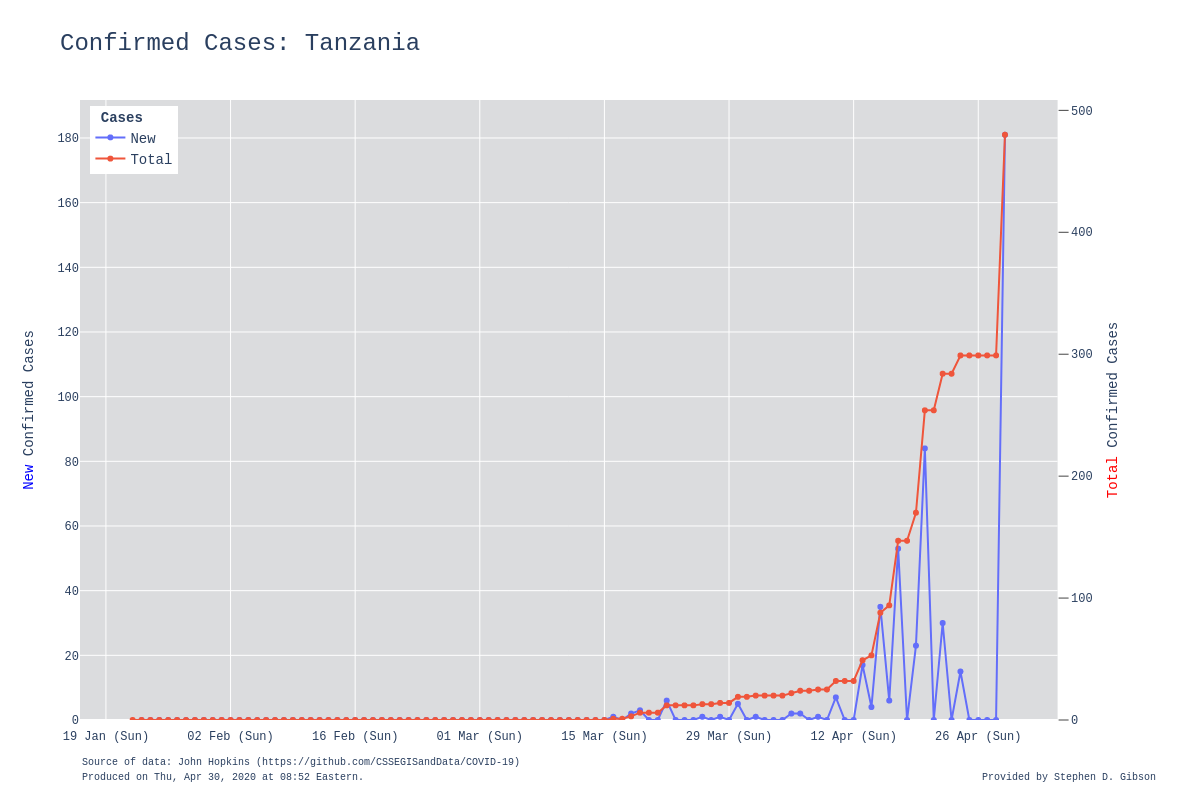 Confirmed Cases: Tanzania
Cases
New
Total
180
160
140
120
100
80
60
40
20
0
500
400
300
200
100
0
New Confirmed Cases
Total Confirmed Cases
19 Jan (Sun)
02 Feb (Sun)
16 Feb (Sun)
01 Mar (Sun)
15 Mar (Sun)
29 Mar (Sun)
12 Apr (Sun)
26 Apr (Sun)
Source of data: John Hopkins (https://github.com/CSSEGISandData/COVID-19)
Produced on Thu, Apr 30, 2020 at 08:52 Eastern.
Provided by Stephen D. Gibson